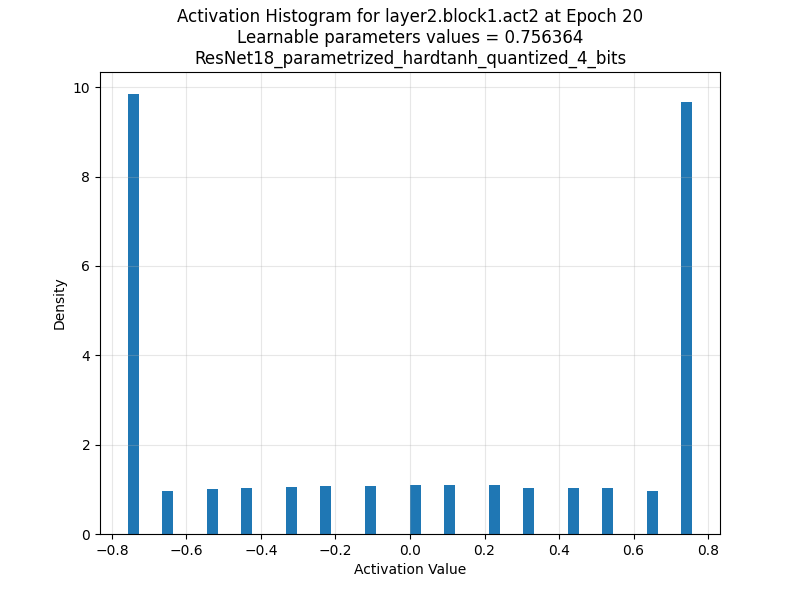 Activation Histogram for layer2.block1.act2 at Epoch 20
Learnable parameters values = 0.756364
ResNet18_parametrized_hardtanh_quantized_4_bits
10
8
6
4
2
0
Density
−0.8 −0.6 −0.4 −0.2 0.0 0.2 0.4 0.6 0.8
Activation Value